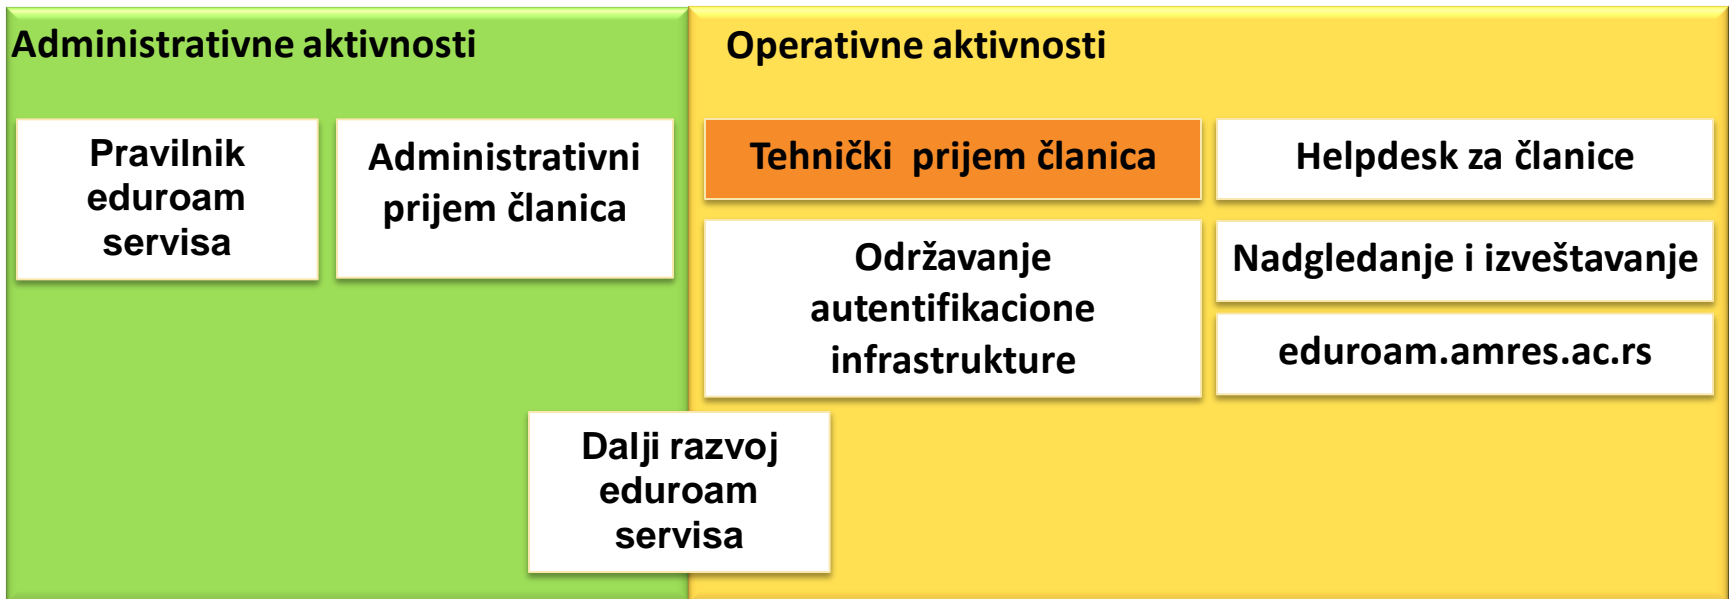 Administrativne aktivnosti
Pravilnik
eduroam
servisa
Administrativni
prijem članica
Operativne aktivnosti
Tehnički  prijem članica
Helpdesk za članice
Održavanje
autentifikacione
infrastrukture
Nadgledanje i izveštavanje
eduroam.amres.ac.rs
Dalji razvoj
eduroam
servisa